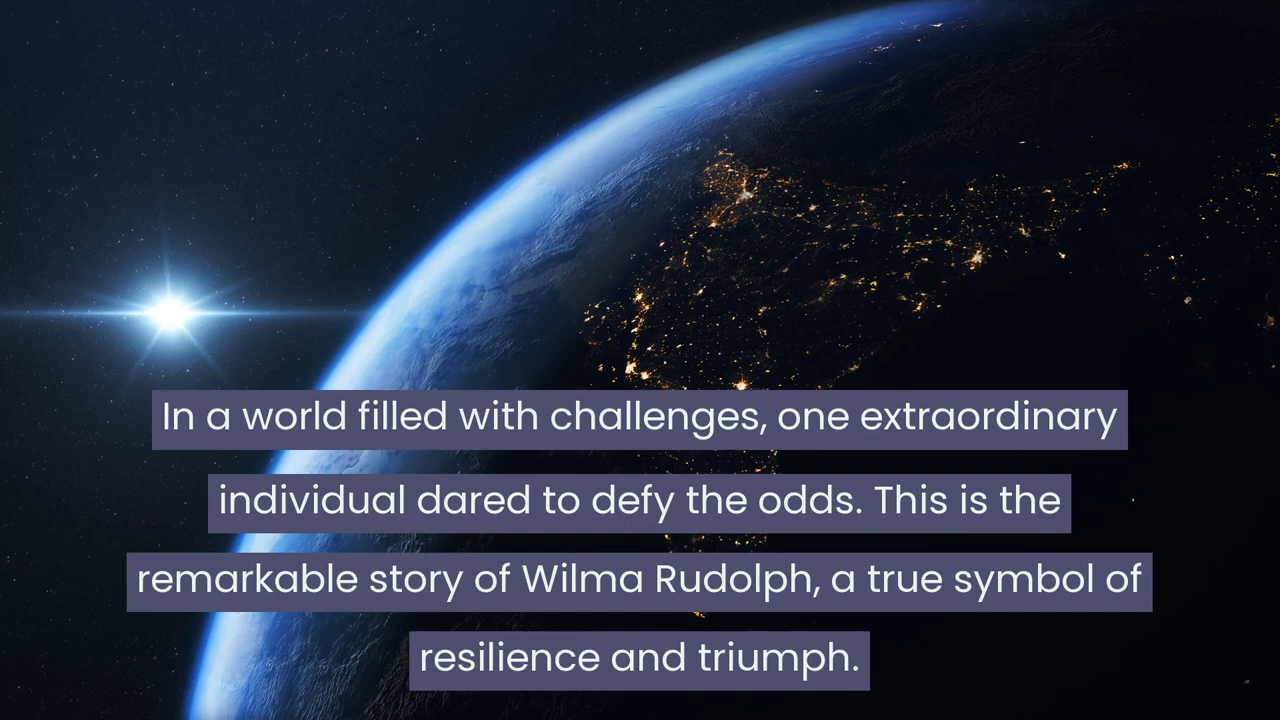 In a world filled with challenges, one extraordinary
individual dared to defy the odds. This is the
remarkable story of Wilma Rudolph, a true symbol of
resilience and triumph.